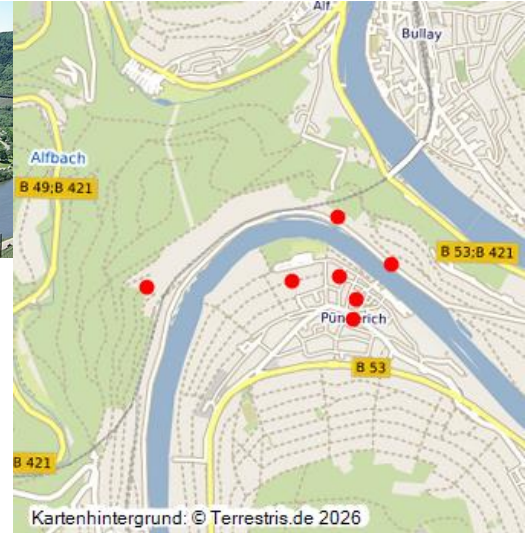 Alf
Bullay
Alfbach
B 49;B 421
B 53;B 421
Pünderich
B 53
B 421
Kartenhintergrund: © Terrestris.de 2026